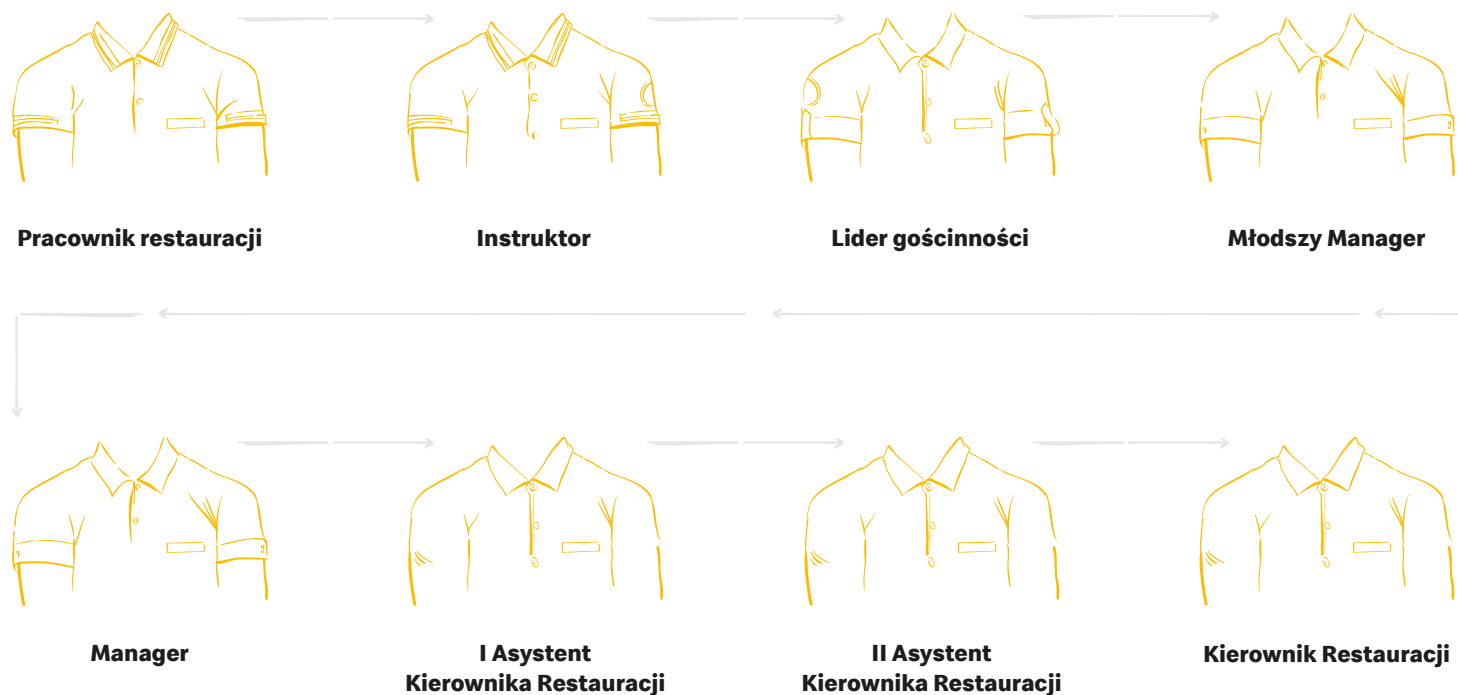 Pracownik restauracji
Instruktor
Lider gościnności
Młodszy Manager
Manager
I Asystent
Kierownika Restauracji
II Asystent
Kierownika Restauracji
Kierownik Restauracji